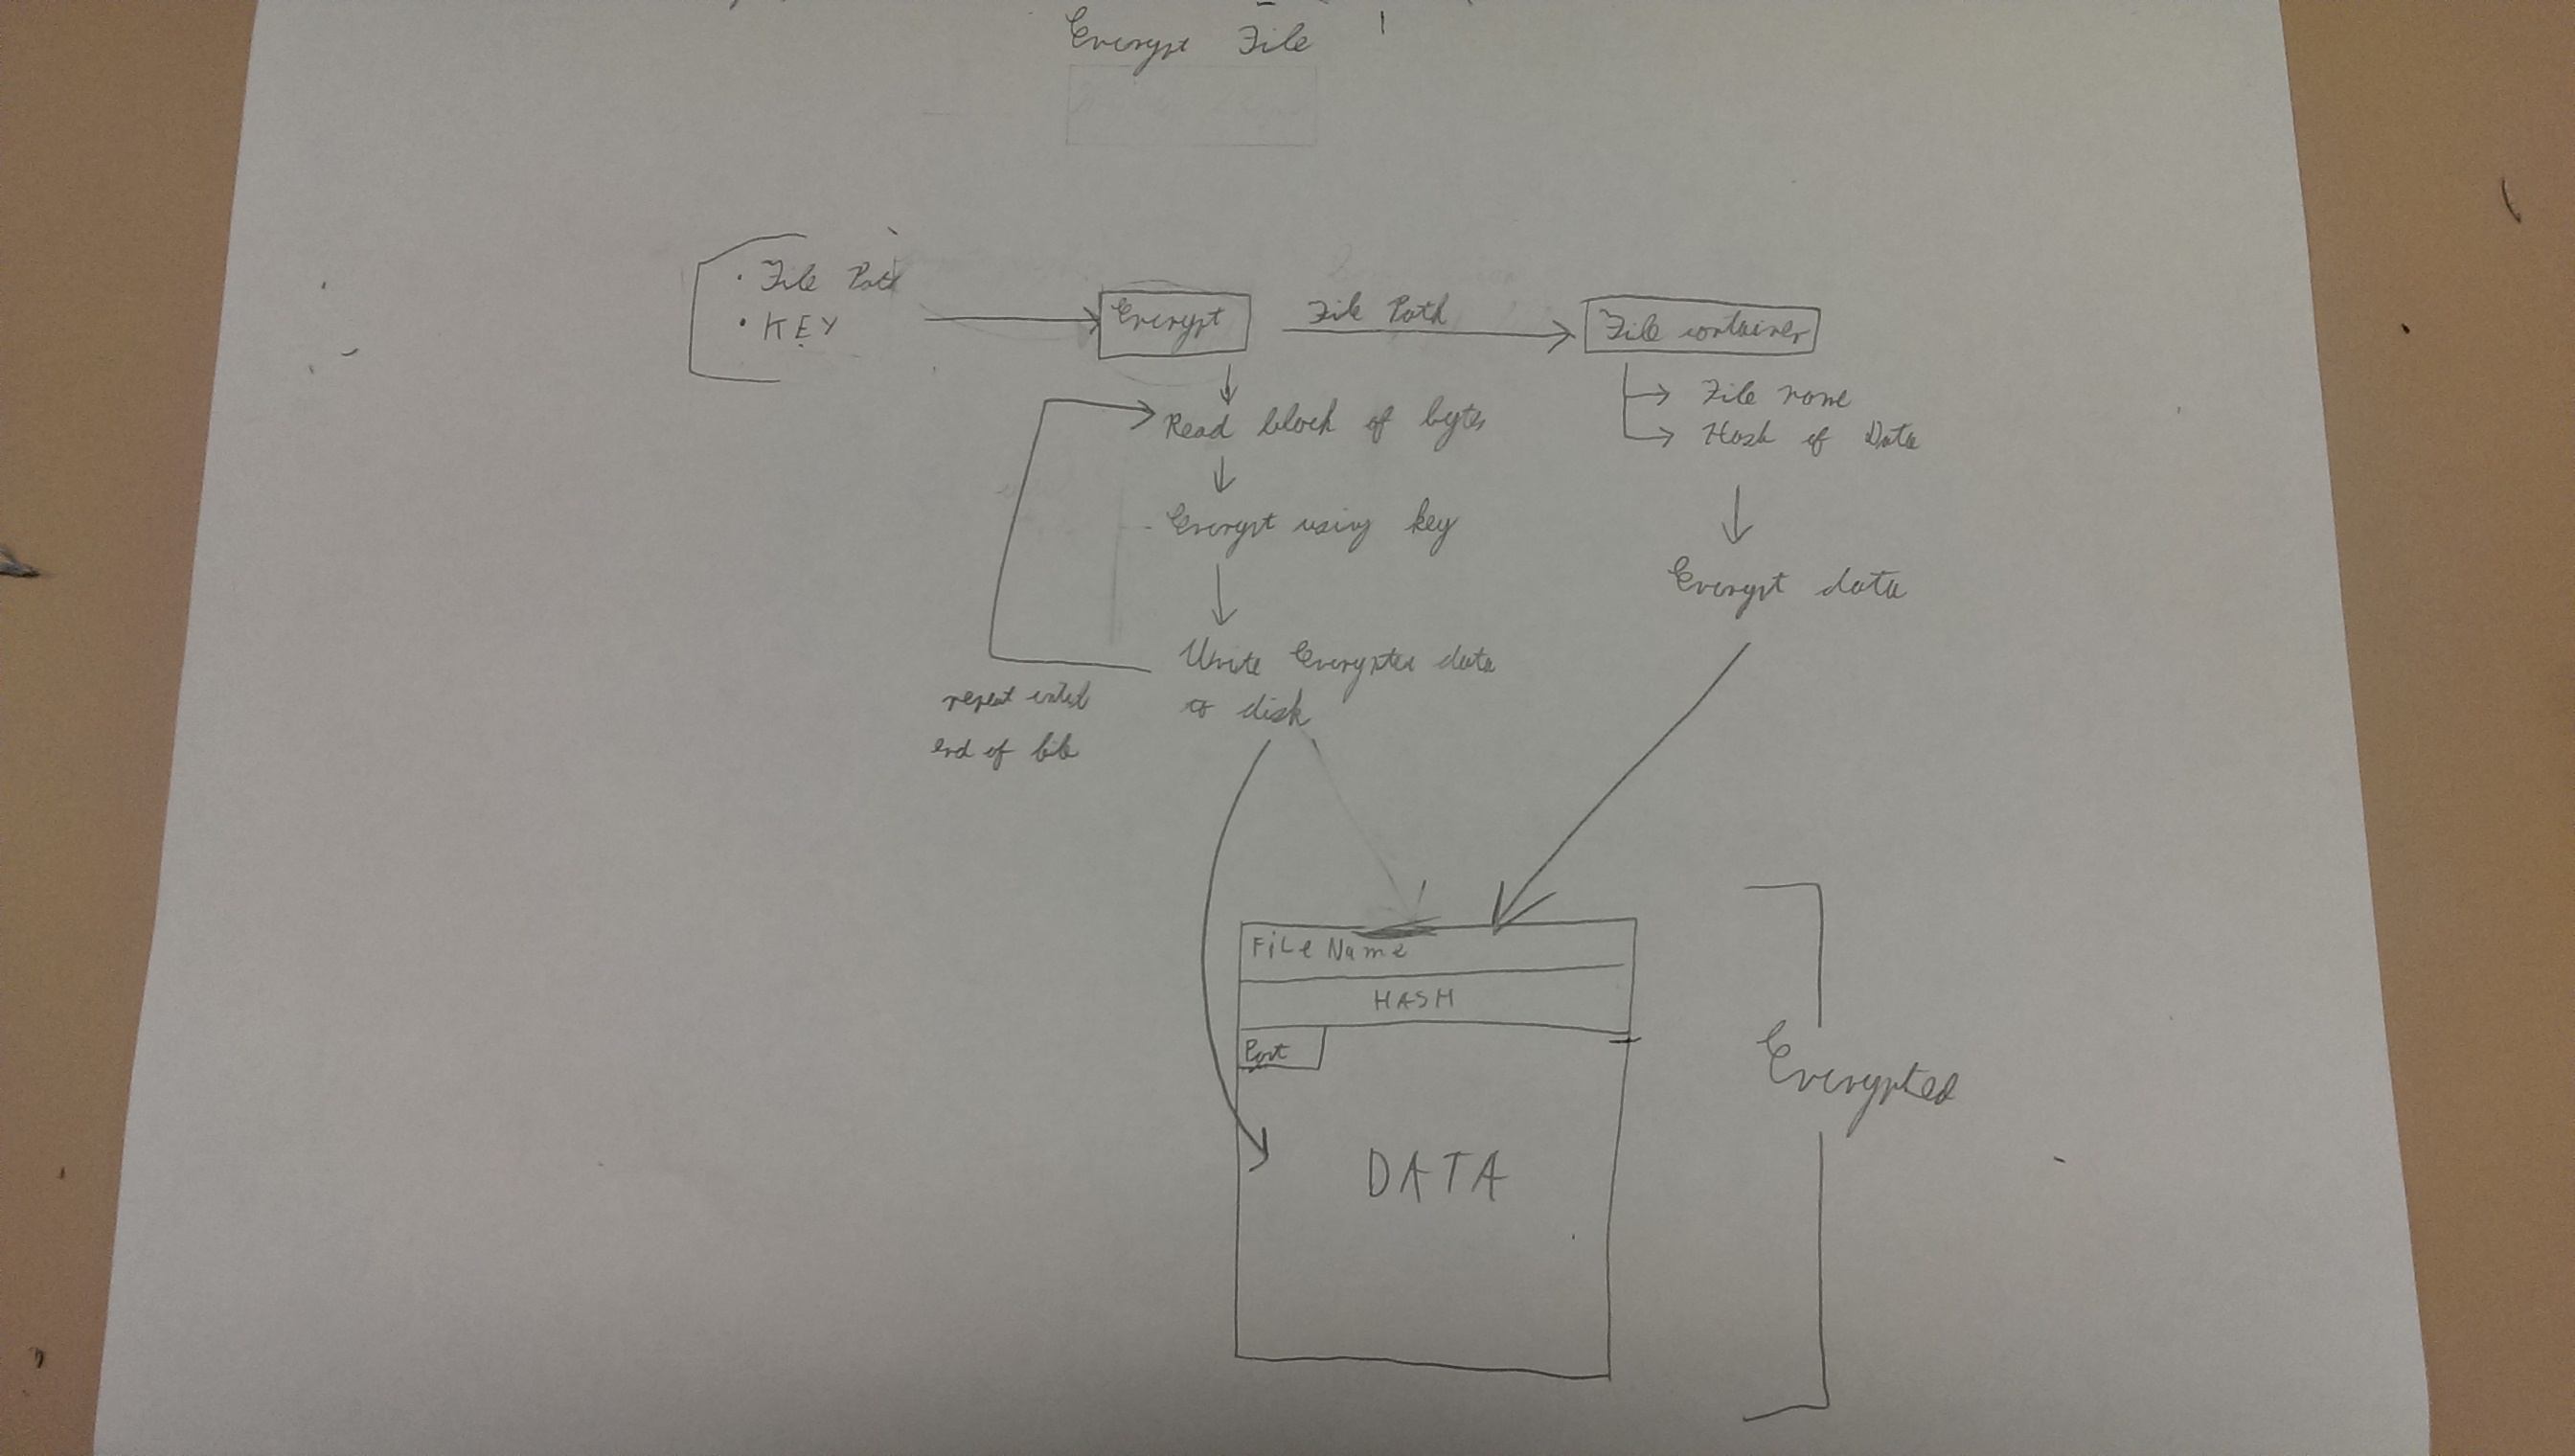 Encrypt File
• File Path
• KEY
Encrypt
File Path
File container
Read block of bytes
Encrypt using key
Write Encrypted data
to disk
repeat until
end of file
File name
Hash of Data
Encrypt data
File Name
HASH
Part
DATA
Encrypted